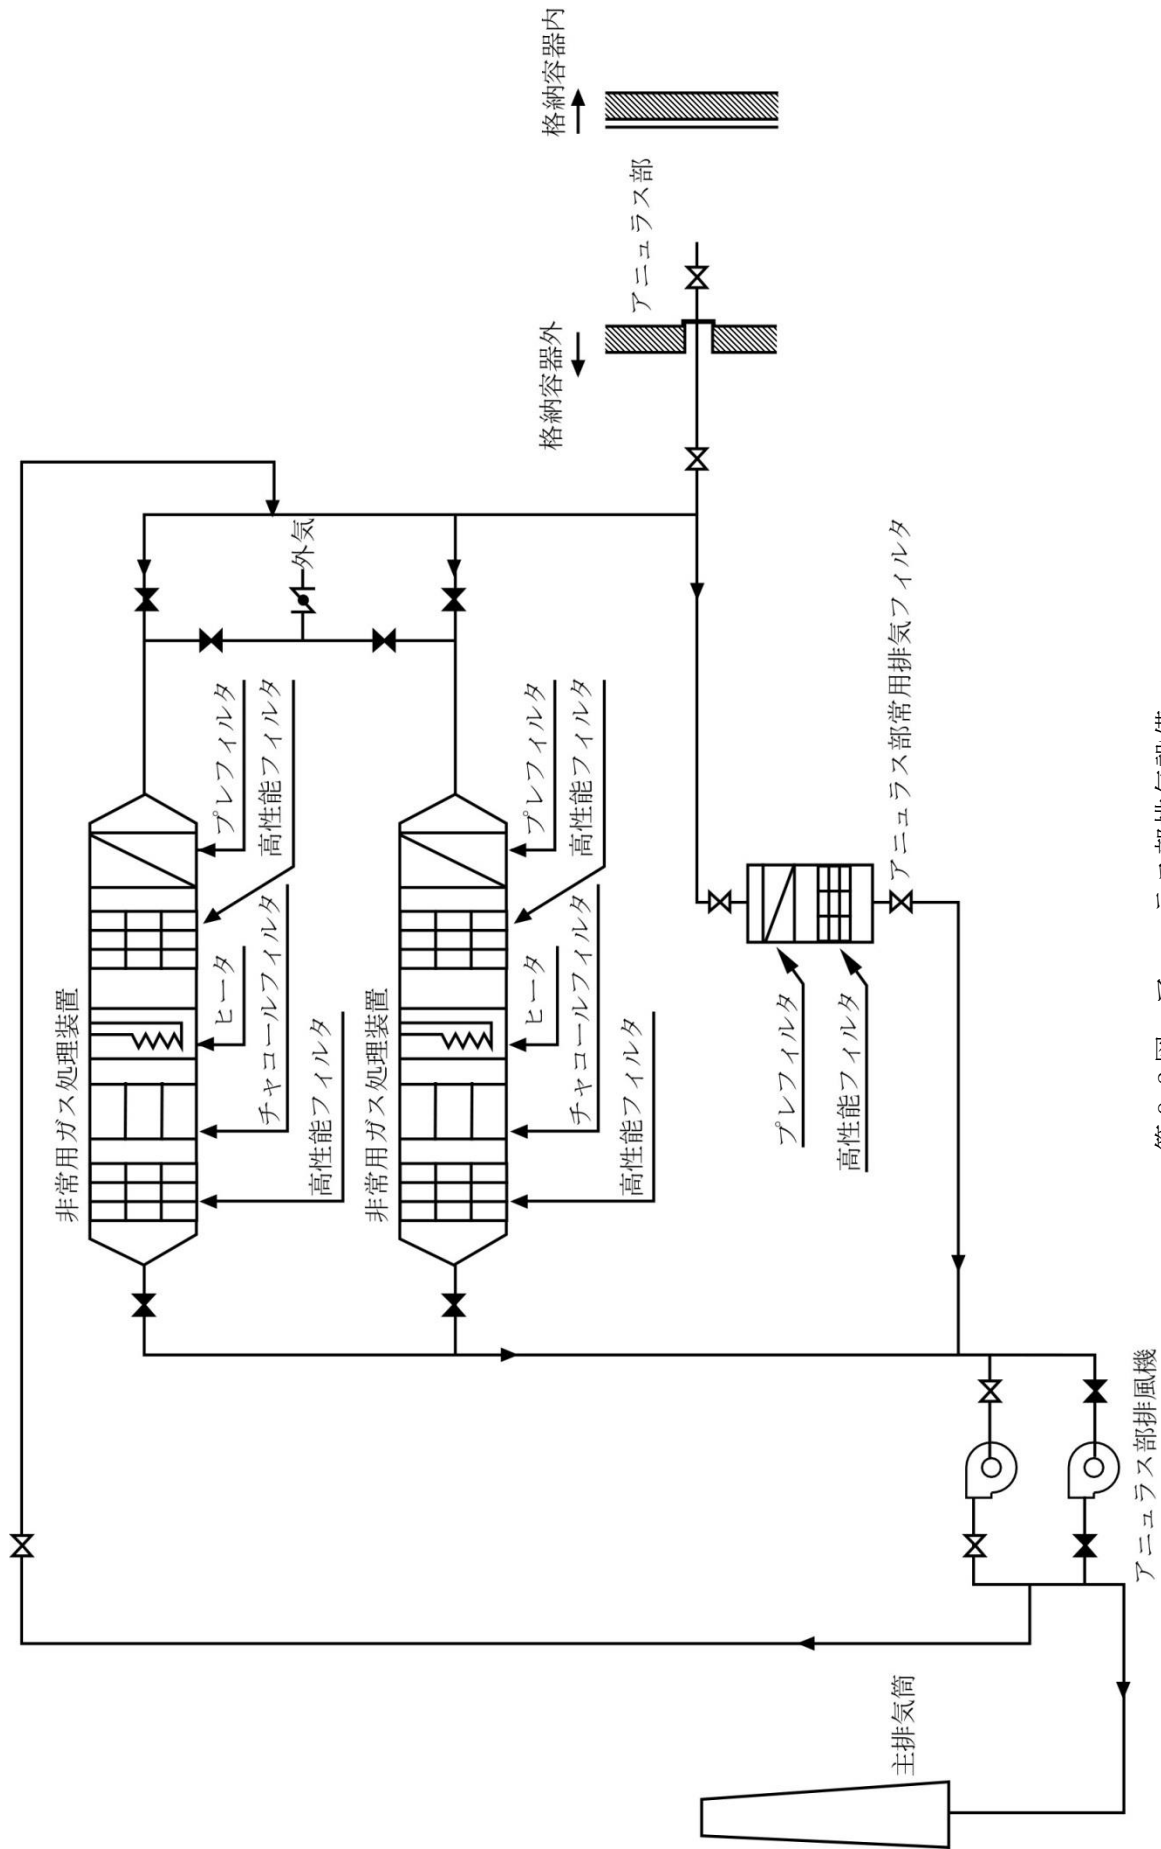 格納容器内
アニュラス部
格納容器外
外気
プレフィルタ
高性能フィルタ
ヒータ
チャコールフィルタ
高性能フィルタ
非常用ガス処理装置
プレフィルタ
高性能フィルタ
ヒータ
チャコールフィルタ
高性能フィルタ
非常用ガス処理装置
アニュラス部常用排気フィルタ
プレフィルタ
高性能フィルタ
アニュラス部排風機
主排気筒